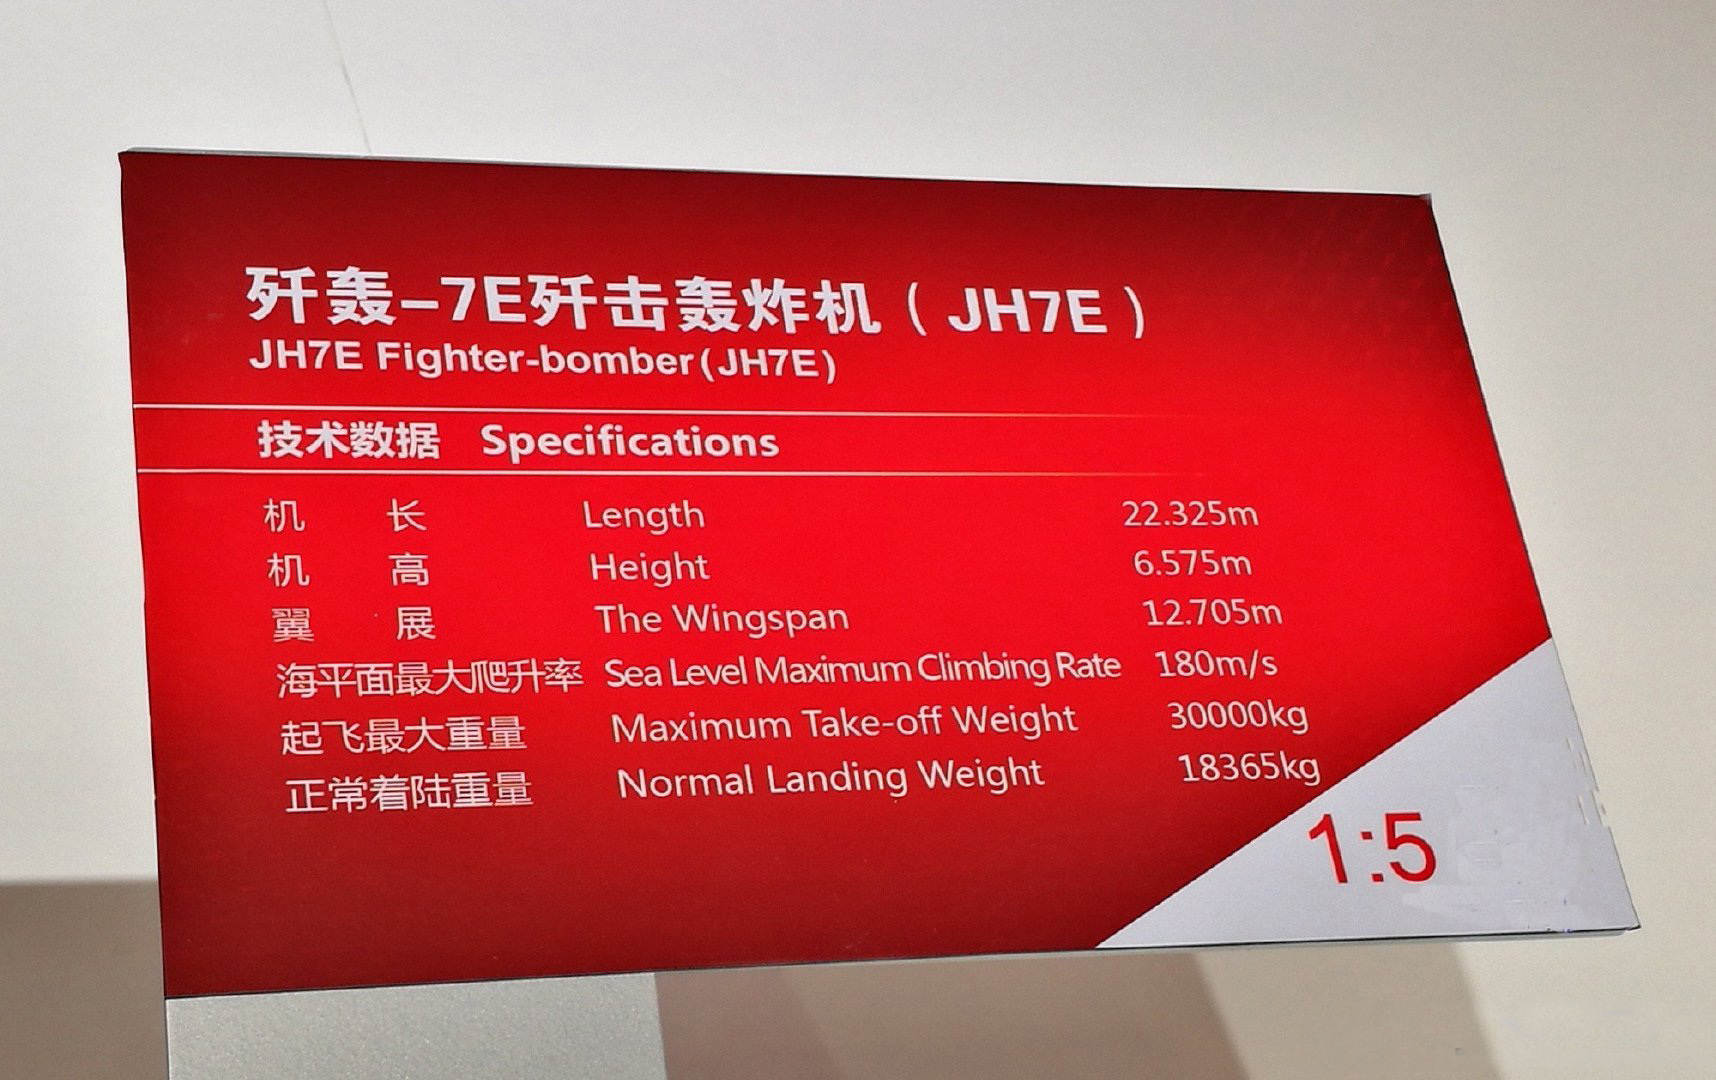 歼轰-7E歼击轰炸机（JH7E）
JH7E Fighter-bomber(JH7E)
技术数据 Specifications
机 长 Length 22.325m
机 高 Height 6.575m
翼 展 The Wingspan 12.705m
海平面最大爬升率 Sea Level Maximum Climbing Rate 180m/s
起飞最大重量 Maximum Take-off Weight 30000kg
正常着陆重量 Normal Landing Weight 18365kg
1:5